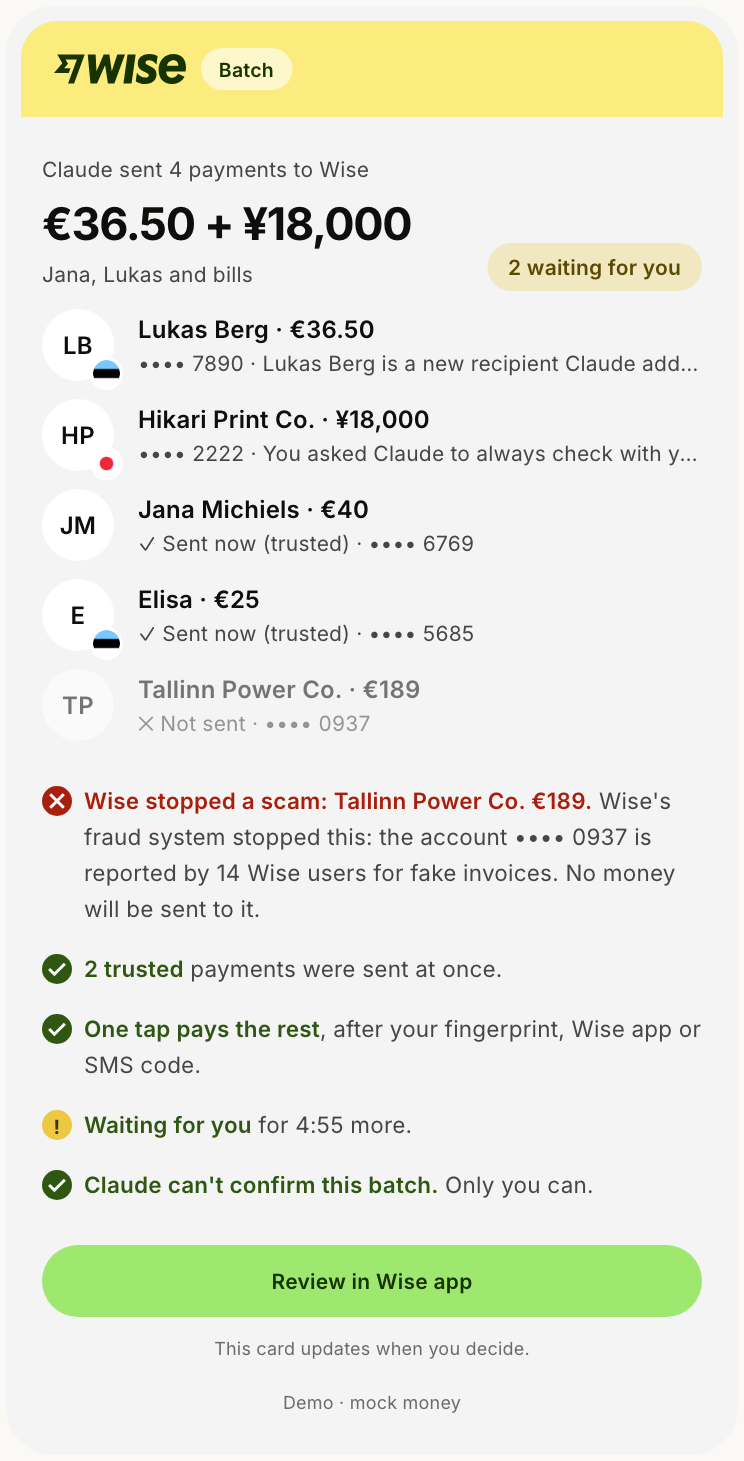 WISE Batch
Claude sent 4 payments to Wise
€36.50 + ¥18,000
Jana, Lukas and bills
2 waiting for you
LB
Lukas Berg · €36.50
•••• 7890 · Lukas Berg is a new recipient Claude add...
HP
Hikari Print Co. · ¥18,000
•••• 2222 · You asked Claude to always check with y...
JM
Jana Michiels · €40
✓ Sent now (trusted) · •••• 6769
E
Elisa · €25
✓ Sent now (trusted) · •••• 5685
TP
Tallinn Power Co. · €189
✕ Not sent · •••• 0937
Wise stopped a scam: Tallinn Power Co. €189. Wise's
fraud system stopped this: the account •••• 0937 is
reported by 14 Wise users for fake invoices. No money
will be sent to it.
2 trusted payments were sent at once.
One tap pays the rest, after your fingerprint, Wise app or
SMS code.
! Waiting for you for 4:55 more.
Claude can't confirm this batch. Only you can.
Review in Wise app
This card updates when you decide.
Demo · mock money